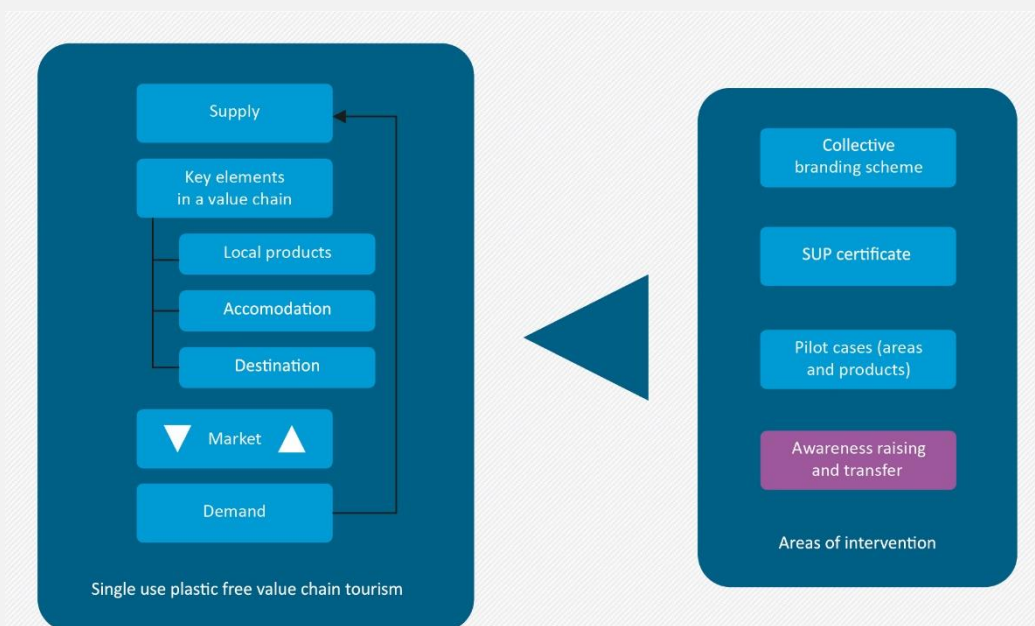 Supply
Key elements
in a value chain
Local products
Accomodation
Destination
Market
Demand
Single use plastic free value chain tourism
Collective
branding scheme
SUP certificate
Pilot cases (areas
and products)
Awareness raising
and transfer
Areas of intervention